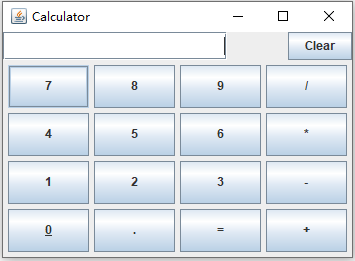 Calculator
Clear
7 8 9 /
4 5 6 *
1 2 3 -
0 . = +